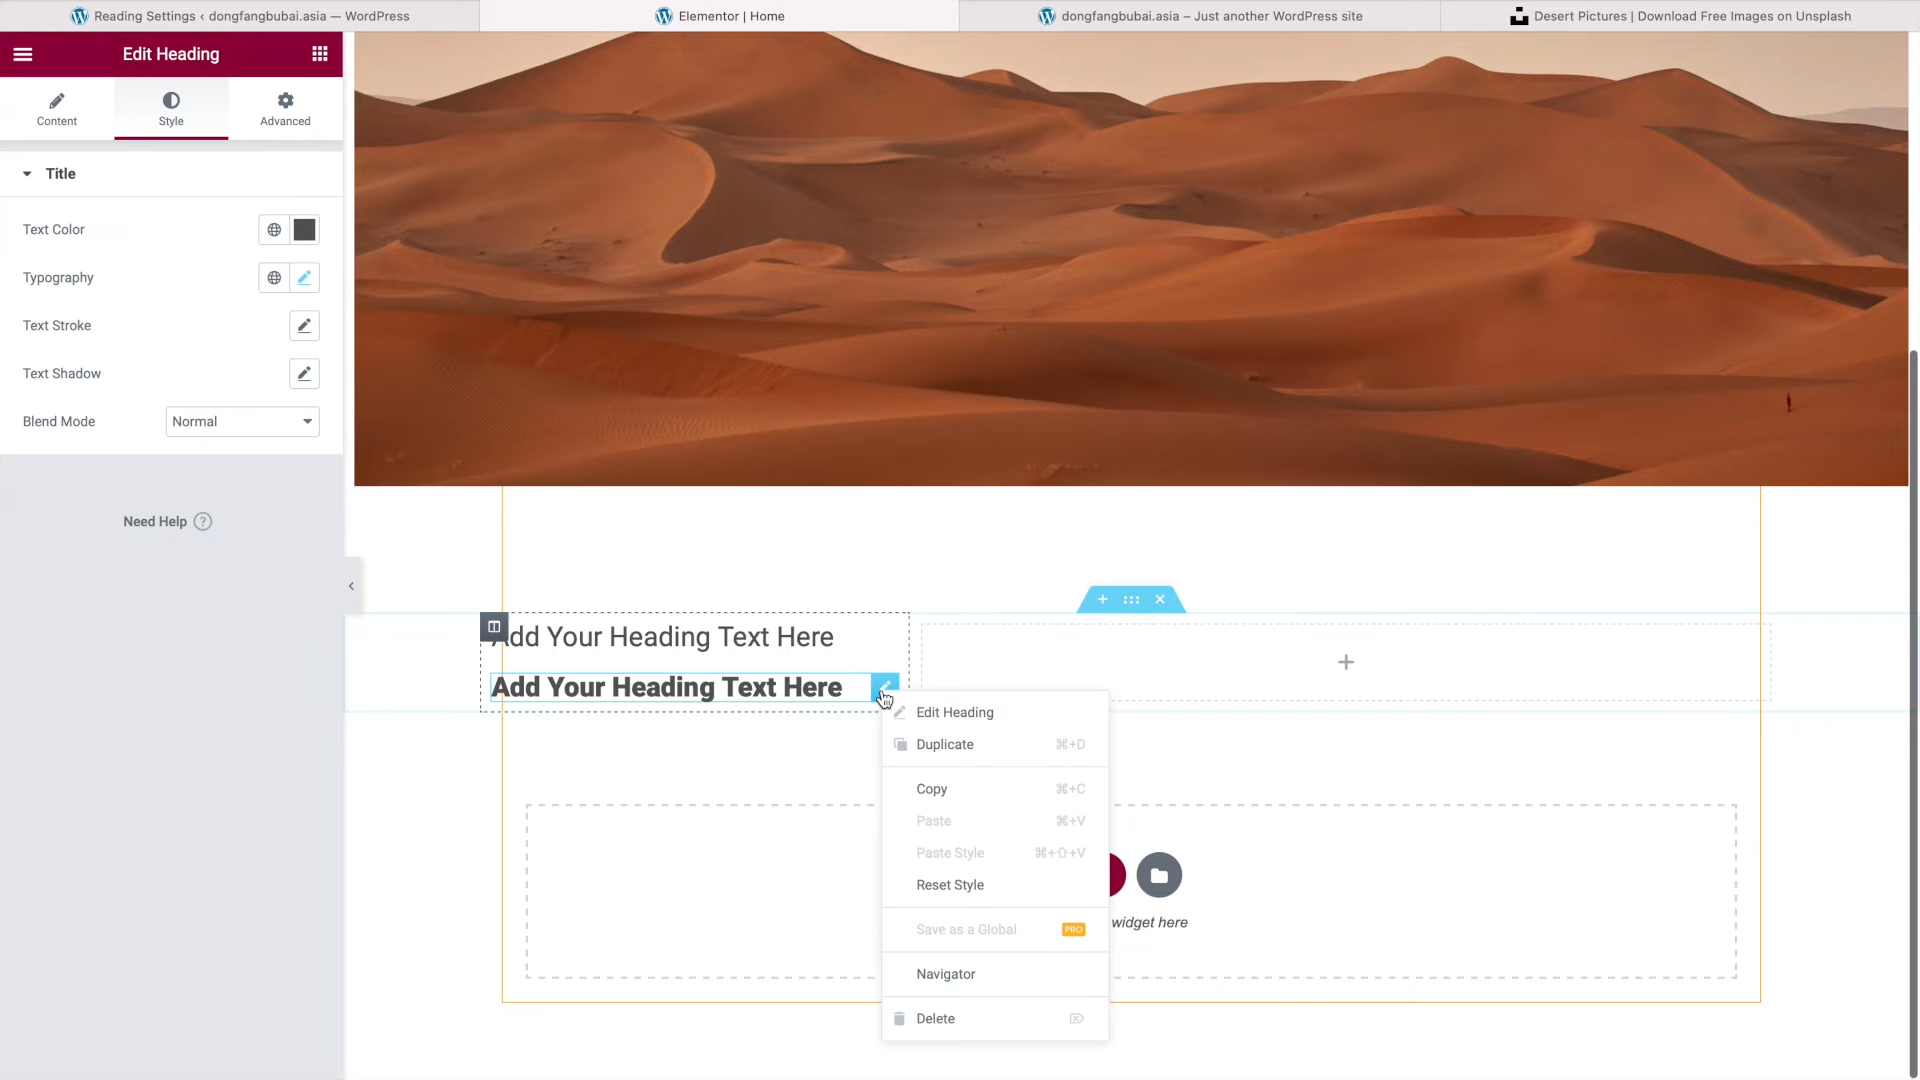 Reading Settings ‹ dongfangbubai.asia — WordPress
Elementor | Home
dongfangbubai.asia – Just another WordPress site
Desert Pictures | Download Free Images on Unsplash
Edit Heading
Content
Style
Advanced
Title
Text Color
Typography
Text Stroke
Text Shadow
Blend Mode
Normal
Need Help ?
Add Your Heading Text Here
Add Your Heading Text Here
Edit Heading
Duplicate ⌘+D
Copy ⌘+C
Paste ⌘+V
Paste Style ⌘+⇧+V
Reset Style
Save as a Global PRO
Navigator
Delete ⌦
widget here